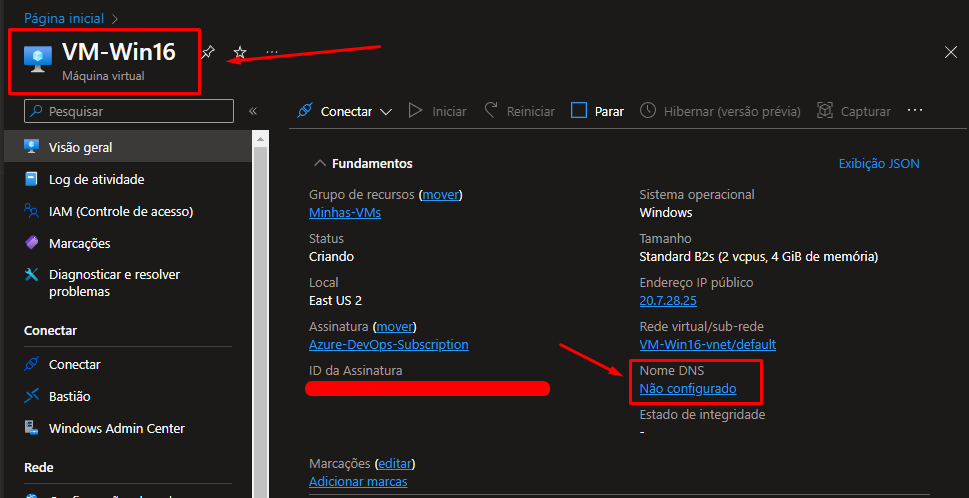 Página inicial >
VM-Win16
Máquina virtual
Pesquisar
«
Visão geral
Log de atividade
IAM (Controle de acesso)
Marcações
Diagnosticar e resolver
problemas
Conectar
Conectar
Bastião
Windows Admin Center
Rede
Conectar
Iniciar
Reiniciar
Parar
Hibernar (versão prévia)
Capturar
...
Fundamentos
Exibição JSON
Grupo de recursos (mover)
Minhas-VMs
Status
Criando
Local
East US 2
Assinatura (mover)
Azure-DevOps-Subscription
ID da Assinatura
Sistema operacional
Windows
Tamanho
Standard B2s (2 vcpus, 4 GiB de memória)
Endereço IP público
20.7.28.25
Rede virtual/sub-rede
VM-Win16-vnet/default
Nome DNS
Não configurado
Estado de integridade
-
Marcações (editar)
Adicionar marcas